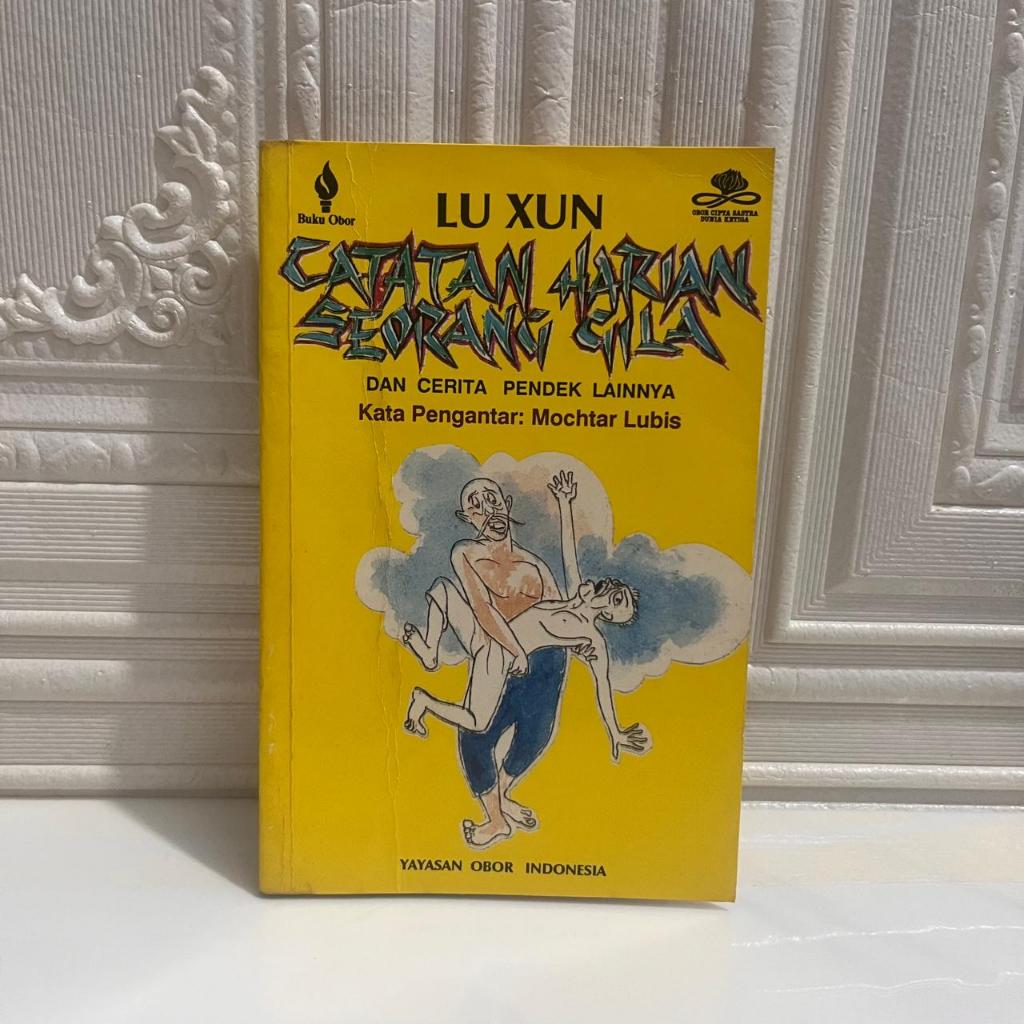 LU XUN
Buku Obor
OBOR CIPTA SASTRA
DUNIA KETIGA
CATATAN HARIAN
SEORANG GILA
DAN CERITA PENDEK LAINNYA
Kata Pengantar: Mochtar Lubis
YAYASAN OBOR INDONESIA